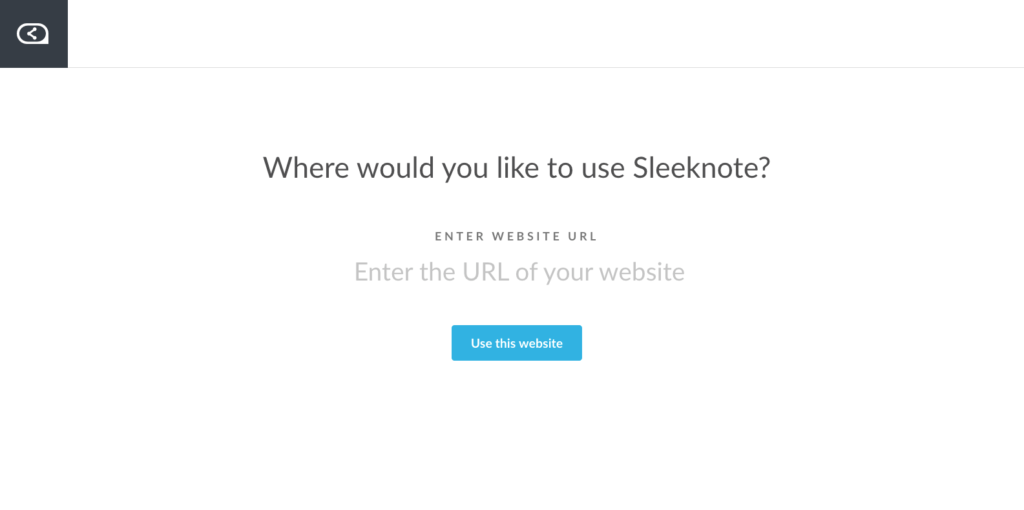 Where would you like to use Sleeknote?
ENTER WEBSITE URL
Enter the URL of your website
Use this website